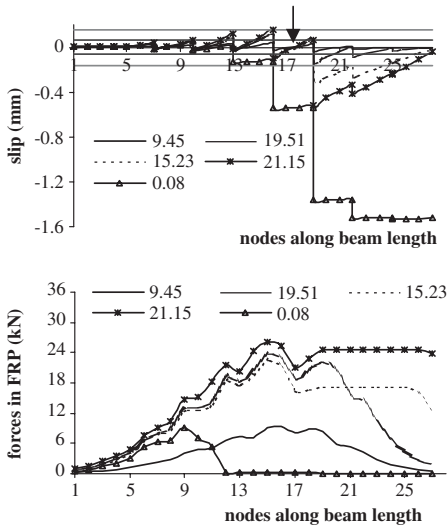 0.4
0
1 5 9 13 17 21 25
-0.4
-0.8
-1.2
-1.6
slip (mm)
9.45 19.51
15.23 21.15
0.08
nodes along beam length
9.45 19.51 15.23
21.15 0.08
36
30
24
18
12
6
0
forces in FRP (kN)
1 5 9 13 17 21 25
nodes along beam length